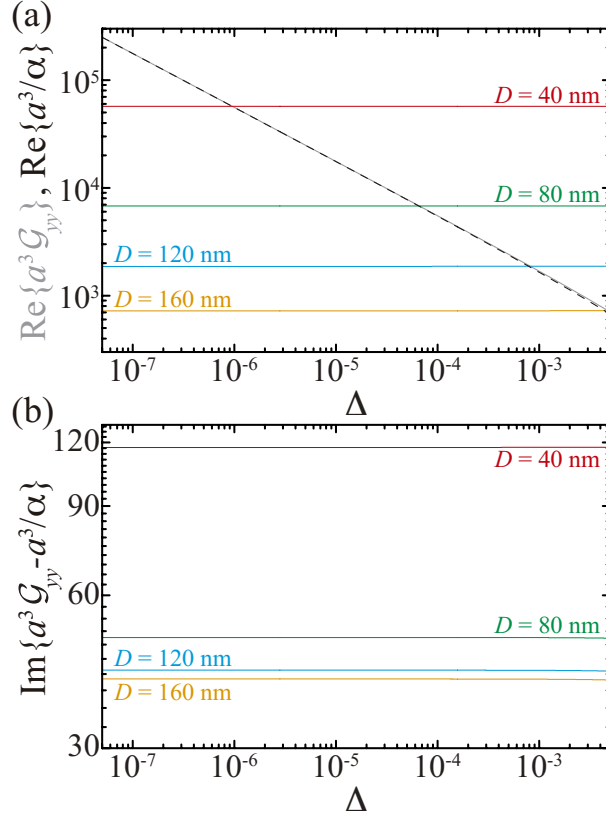 (a)
Re{a³𝒢yy}, Re{a³/α}
10⁵
10⁴
10³
D = 40 nm
D = 80 nm
D = 120 nm
D = 160 nm
10⁻⁷ 10⁻⁶ 10⁻⁵ 10⁻⁴ 10⁻³
Δ
(b)
Im{a³𝒢yy-a³/α}
120
90
60
30
D = 40 nm
D = 80 nm
D = 120 nm
D = 160 nm
10⁻⁷ 10⁻⁶ 10⁻⁵ 10⁻⁴ 10⁻³
Δ